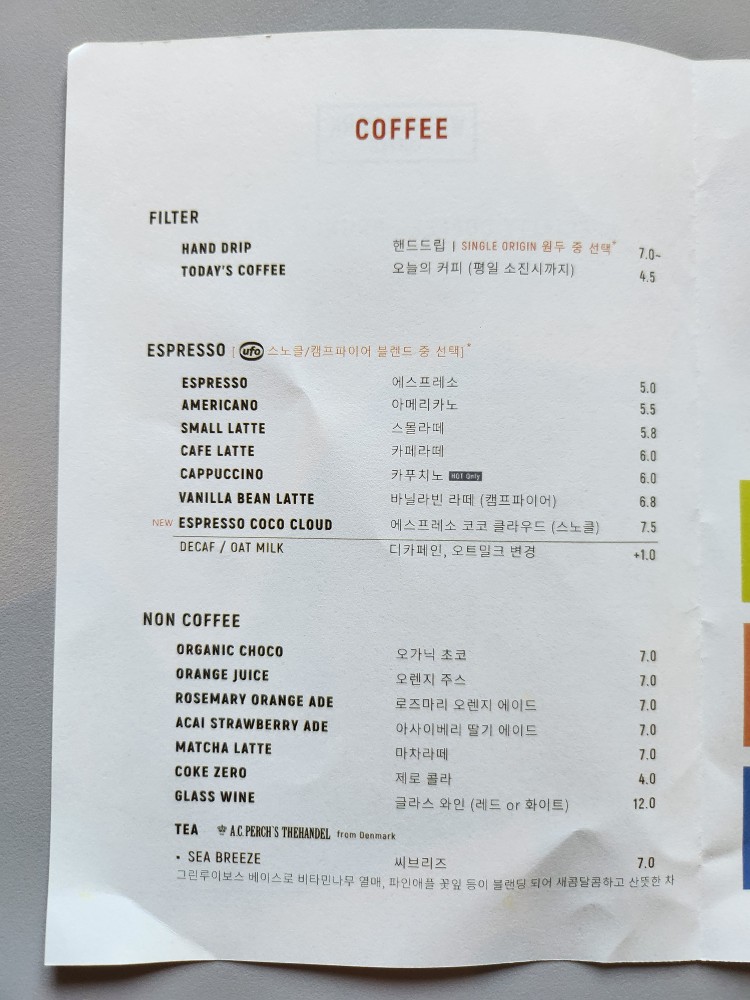 COFFEE
FILTER
HAND DRIP 핸드드립 | SINGLE ORIGIN 원두 중 선택* 7.0~
TODAY'S COFFEE 오늘의 커피 (평일 소진시까지) 4.5
ESPRESSO [ufo 스노클/캠프파이어 블렌드 중 선택]*
ESPRESSO 에스프레소 5.0
AMERICANO 아메리카노 5.5
SMALL LATTE 스몰라떼 5.8
CAFE LATTE 카페라떼 6.0
CAPPUCCINO 카푸치노 HOT Only 6.0
VANILLA BEAN LATTE 바닐라빈 라떼 (캠프파이어) 6.8
NEW ESPRESSO COCO CLOUD 에스프레소 코코 클라우드 (스노클) 7.5
DECAF / OAT MILK 디카페인, 오트밀크 변경 +1.0
NON COFFEE
ORGANIC CHOCO 오가닉 초코 7.0
ORANGE JUICE 오렌지 주스 7.0
ROSEMARY ORANGE ADE 로즈마리 오렌지 에이드 7.0
ACAI STRAWBERRY ADE 아사이베리 딸기 에이드 7.0
MATCHA LATTE 마차라떼 7.0
COKE ZERO 제로 콜라 4.0
GLASS WINE 글라스 와인 (레드 or 화이트) 12.0
TEA A.C. PERCH'S THEHANDEL from Denmark
• SEA BREEZE 씨브리즈 7.0
그린루이보스 베이스로 비타민나무 열매, 파인애플 꽃잎 등이 블랜딩 되어 새콤달콤하고 산뜻한 차